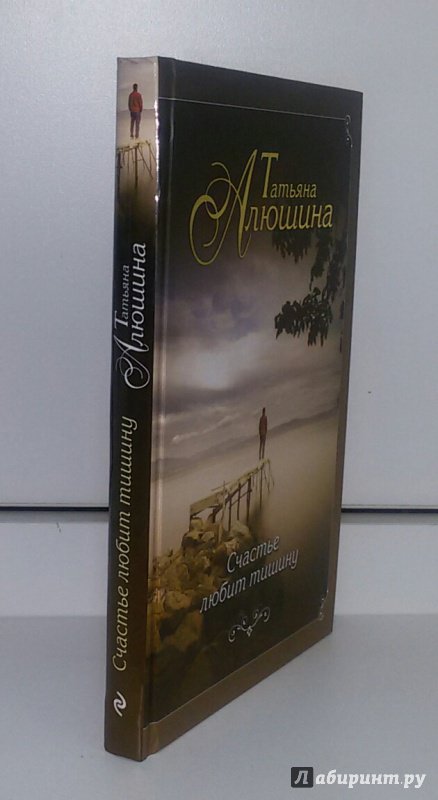 Татьяна
Алюшина
Счастье
любит тишину
Татьяна
Алюшина
Счастье любит тишину
Лабиринт.ру